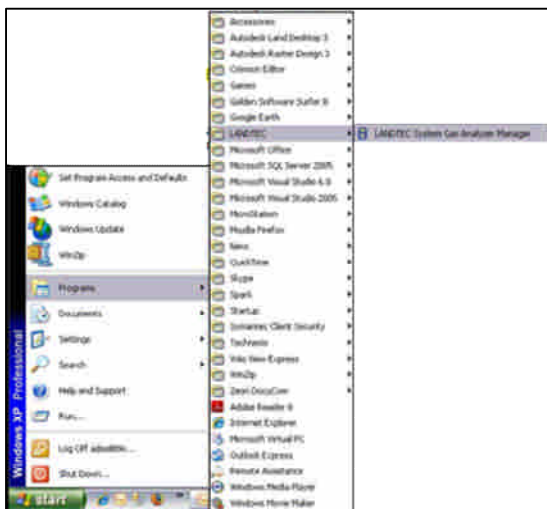 Accessories
Autodesk Land Desktop 3
Autodesk Raster Design 3
Crimson Editor
Games
Golden Software Surfer 8
Google Earth
LANDTEC
LANDTEC System Gas Analyzer Manager
Microsoft Office
Microsoft SQL Server 2005
Microsoft Visual Studio 6.0
Microsoft Visual Studio 2005
MicroStation
Mozilla Firefox
Nero
QuickTime
Skype
Spark
Startup
Symantec Client Security
Volo View Express
WinZip
Zeon DocuCom
Adobe Reader 8
Internet Explorer
Microsoft Virtual PC
Outlook Express
Remote Assistance
Windows Media Player
Windows Movie Maker
Set Program Access and Defaults
Windows Catalog
Windows Update
WinZip
Programs
Documents
Settings
Search
Help and Support
Run...
Log Off
Shut Down...
Windows XP Professional
start